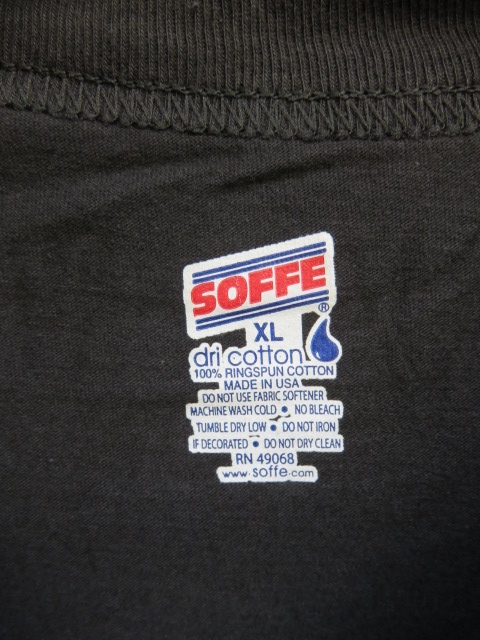 SOFFE®
XL
dri cotton
100% RINGSPUN COTTON
MADE IN USA
DO NOT USE FABRIC SOFTENER
MACHINE WASH COLD • NO BLEACH
TUMBLE DRY LOW • DO NOT IRON
IF DECORATED • DO NOT DRY CLEAN
RN 49068
www.soffe.com